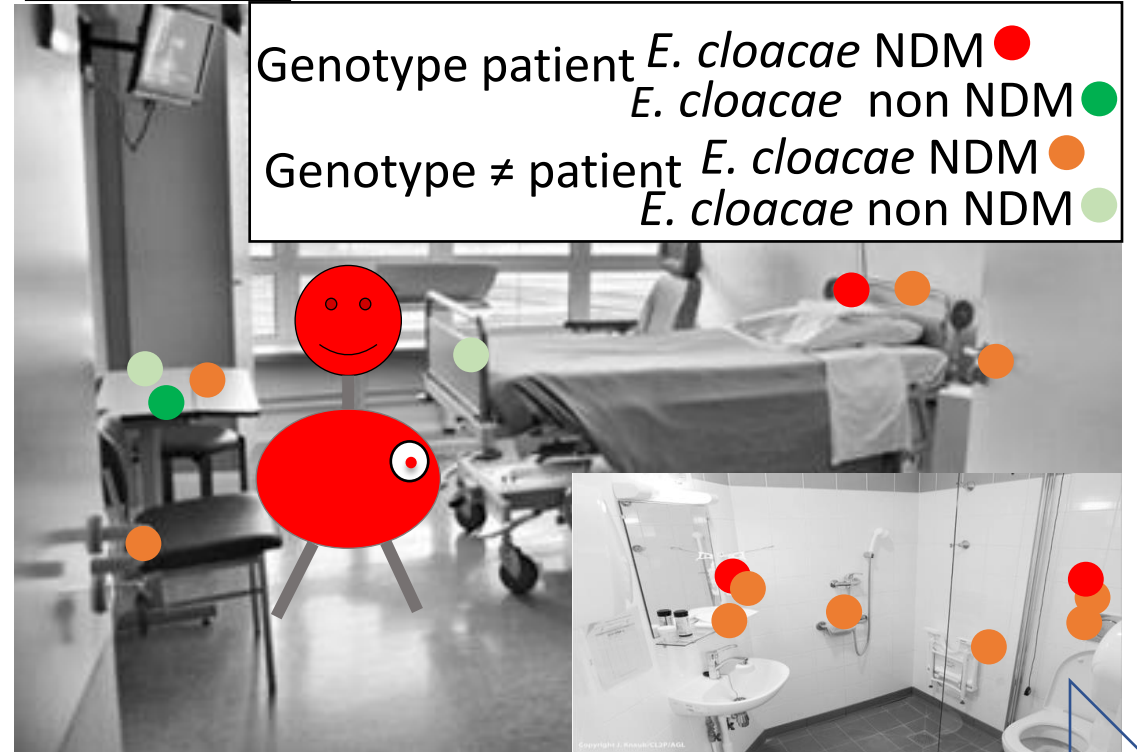 Genotype patient E. cloacae NDM
E. cloacae non NDM
Genotype ≠ patient E. cloacae NDM
E. cloacae non NDM